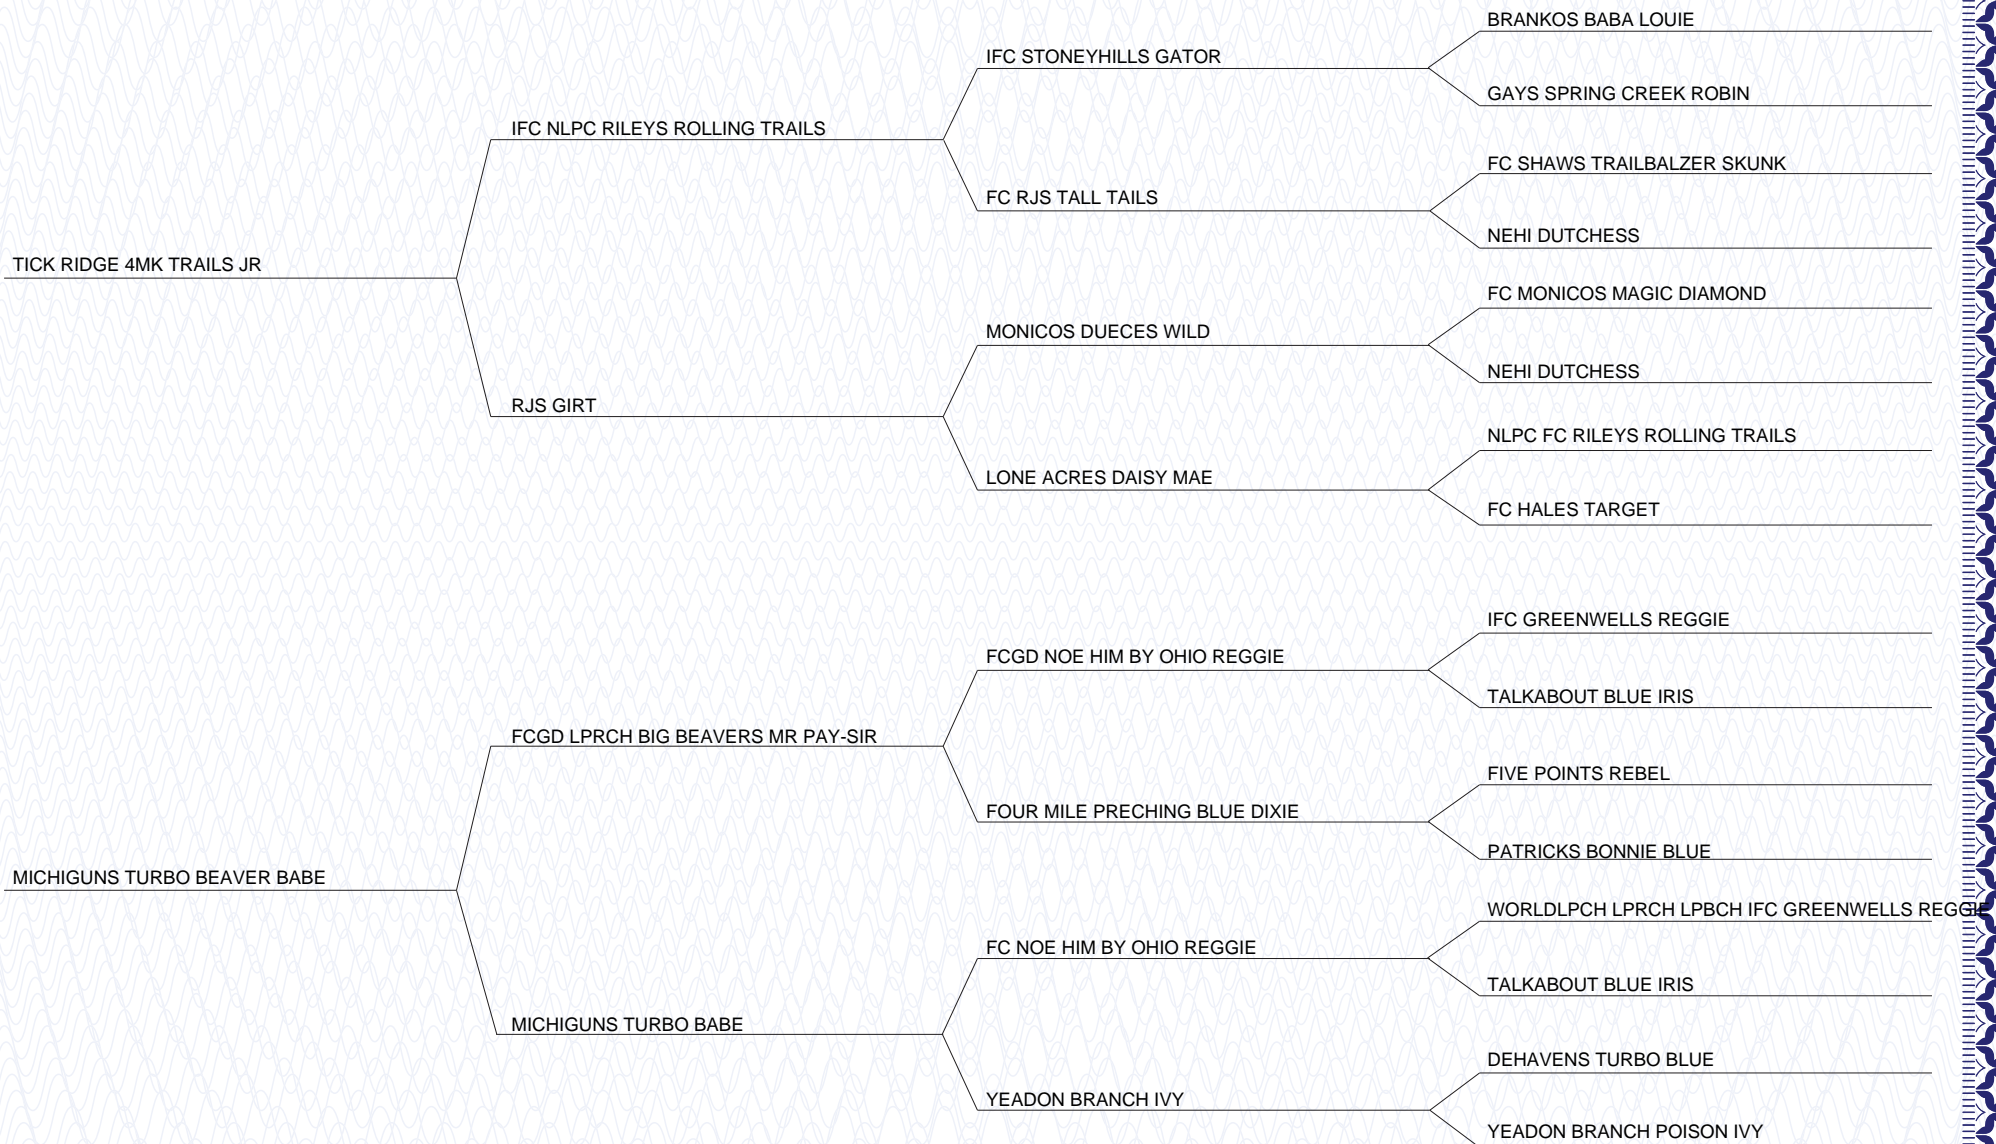 BRANKOS BABA LOUIE
IFC STONEYHILLS GATOR
GAYS SPRING CREEK ROBIN
IFC NLPC RILEYS ROLLING TRAILS
FC SHAWS TRAILBALZER SKUNK
FC RJS TALL TAILS
NEHI DUTCHESS
TICK RIDGE 4MK TRAILS JR
FC MONICOS MAGIC DIAMOND
MONICOS DUECES WILD
NEHI DUTCHESS
RJS GIRT
NLPC FC RILEYS ROLLING TRAILS
LONE ACRES DAISY MAE
FC HALES TARGET
IFC GREENWELLS REGGIE
FCGD NOE HIM BY OHIO REGGIE
TALKABOUT BLUE IRIS
FCGD LPRCH BIG BEAVERS MR PAY-SIR
FIVE POINTS REBEL
FOUR MILE PRECHING BLUE DIXIE
PATRICKS BONNIE BLUE
MICHIGUNS TURBO BEAVER BABE
WORLDLPCH LPRCH LPBCH IFC GREENWELLS REGGIE
FC NOE HIM BY OHIO REGGIE
TALKABOUT BLUE IRIS
MICHIGUNS TURBO BABE
DEHAVENS TURBO BLUE
YEADON BRANCH IVY
YEADON BRANCH POISON IVY